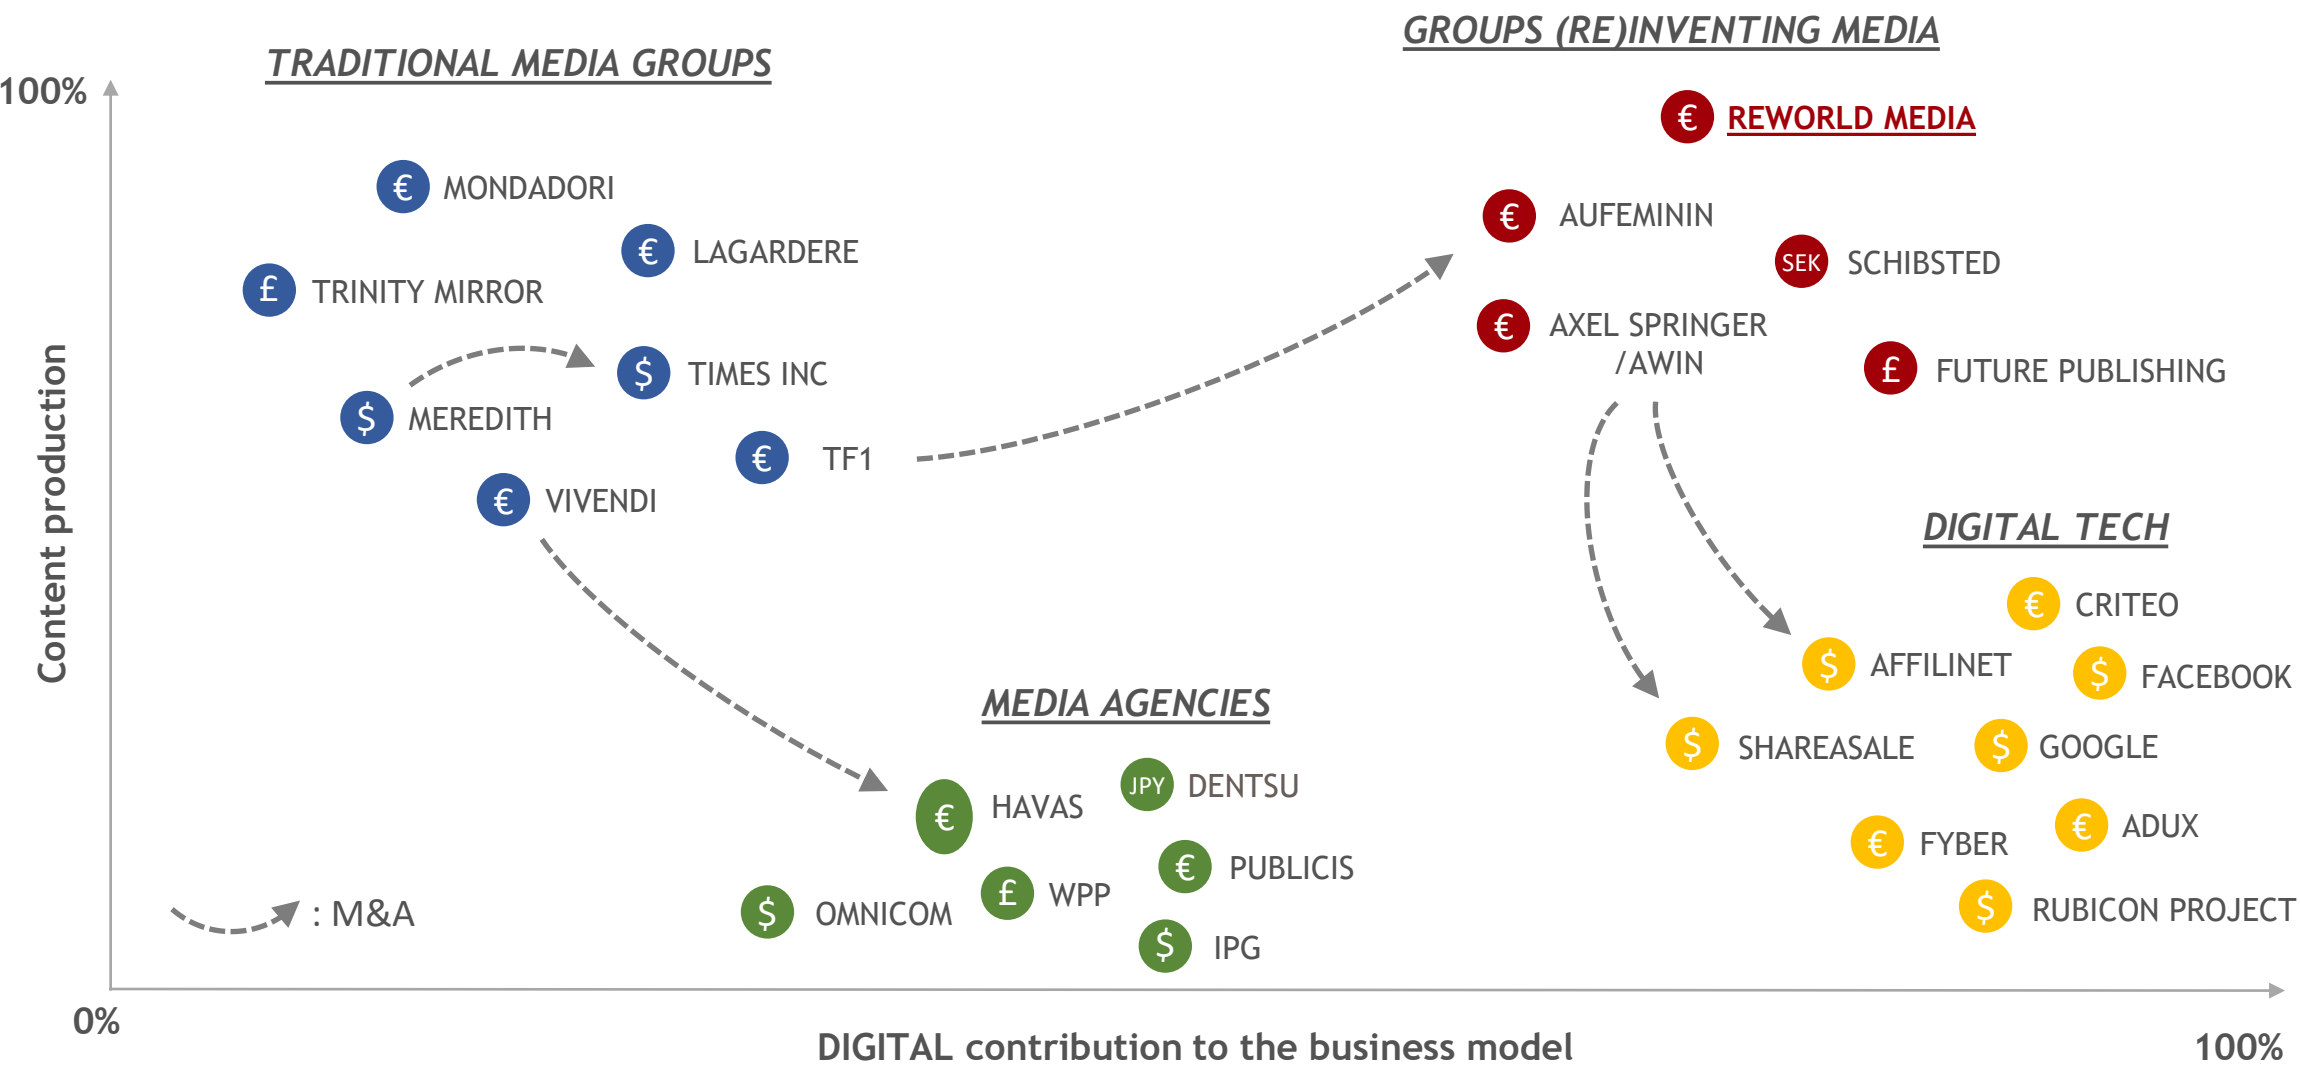 GROUPS (RE)INVENTING MEDIA
TRADITIONAL MEDIA GROUPS
100%
€ REWORLD MEDIA
€ MONDADORI
€ AUFEMININ
€ LAGARDERE
SEK SCHIBSTED
£ TRINITY MIRROR
€ AXEL SPRINGER
/AWIN
$ TIMES INC
£ FUTURE PUBLISHING
$ MEREDITH
€ TF1
€ VIVENDI
Content production
DIGITAL TECH
€ CRITEO
$ AFFILINET
$ FACEBOOK
MEDIA AGENCIES
$ SHAREASALE
$ GOOGLE
JPY DENTSU
€ HAVAS
€ ADUX
€ FYBER
€ PUBLICIS
£ WPP
$ OMNICOM
$ RUBICON PROJECT
: M&A
$ IPG
0%
DIGITAL contribution to the business model
100%